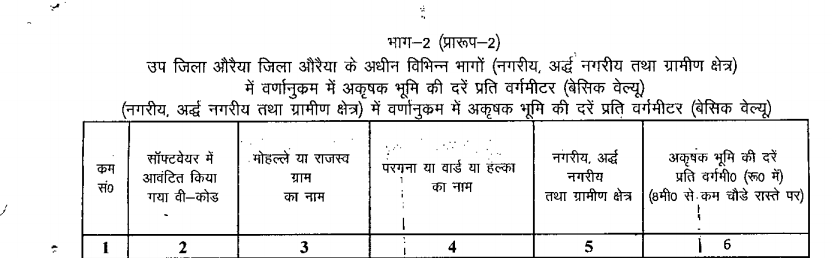 भाग–2 (प्रारूप–2)
उप जिला औरैया जिला औरैया के अधीन विभिन्न भागों (नगरीय, अर्द्ध नगरीय तथा ग्रामीण क्षेत्र)
में वर्णानुकम में अकृषक भूमि की दरें प्रति वर्गमीटर (बेसिक वेल्यू)
(नगरीय, अर्द्ध नगरीय तथा ग्रामीण क्षेत्र) में वर्णानुकम में अकृषक भूमि की दरें प्रति वर्गमीटर (बेसिक वेल्यू)
कम
सं0
सॉफ्टवेयर में
आवंटित किया
गया वी–कोड
मोहल्ले या राजस्व
ग्राम
का नाम
परगना या वार्ड या हल्का
का नाम
नगरीय, अर्द्ध
नगरीय
तथा ग्रामीण क्षेत्र
अकृषक भूमि की दरें
प्रति वर्गमी0 (रू0 में)
(8मी0 से कम चौडे रास्ते पर)
1 2 3 4 5 6